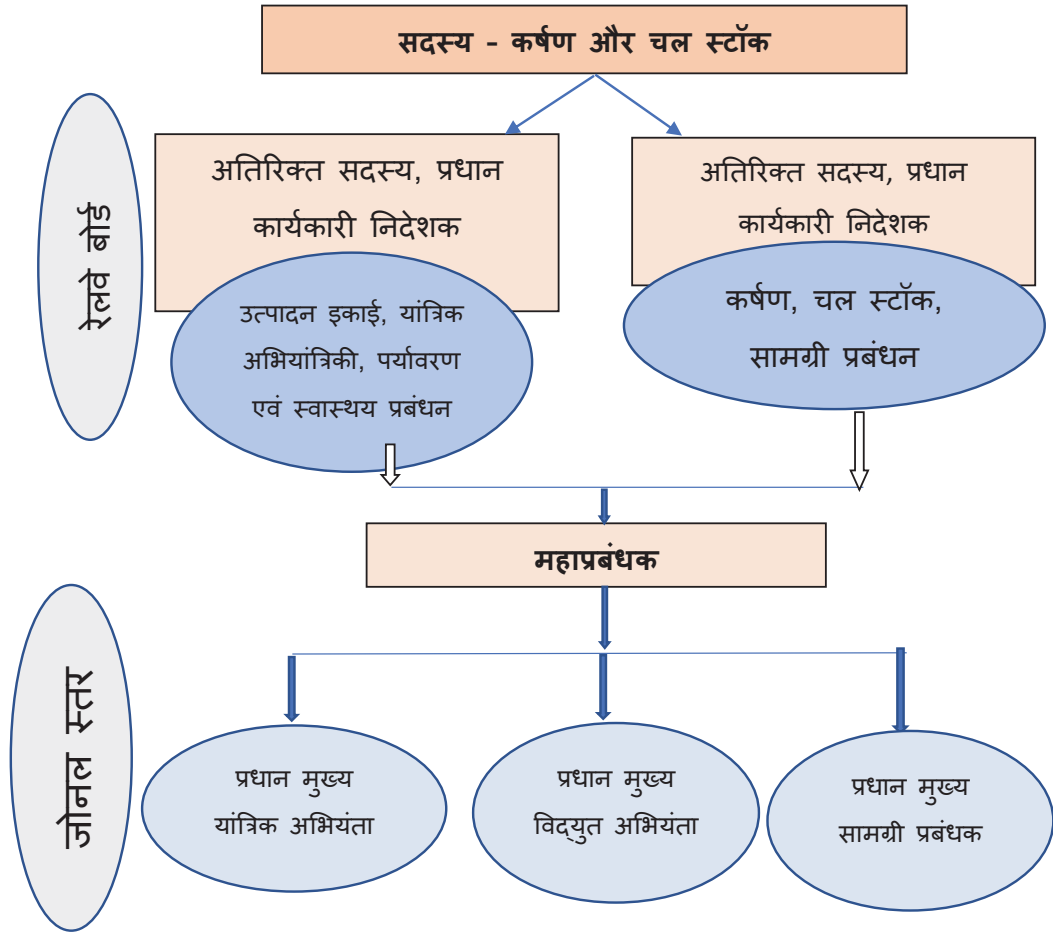 सदस्य - कर्षण और चल स्टॉक
रेलवे बोर्ड
अतिरिक्त सदस्य, प्रधान
कार्यकारी निदेशक
उत्पादन इकाई, यांत्रिक
अभियांत्रिकी, पर्यावरण
एवं स्वास्थय प्रबंधन
अतिरिक्त सदस्य, प्रधान
कार्यकारी निदेशक
कर्षण, चल स्टॉक,
सामग्री प्रबंधन
महाप्रबंधक
जोनल स्तर
प्रधान मुख्य
यांत्रिक अभियंता
प्रधान मुख्य
विद्‌युत अभियंता
प्रधान मुख्य
सामग्री प्रबंधक